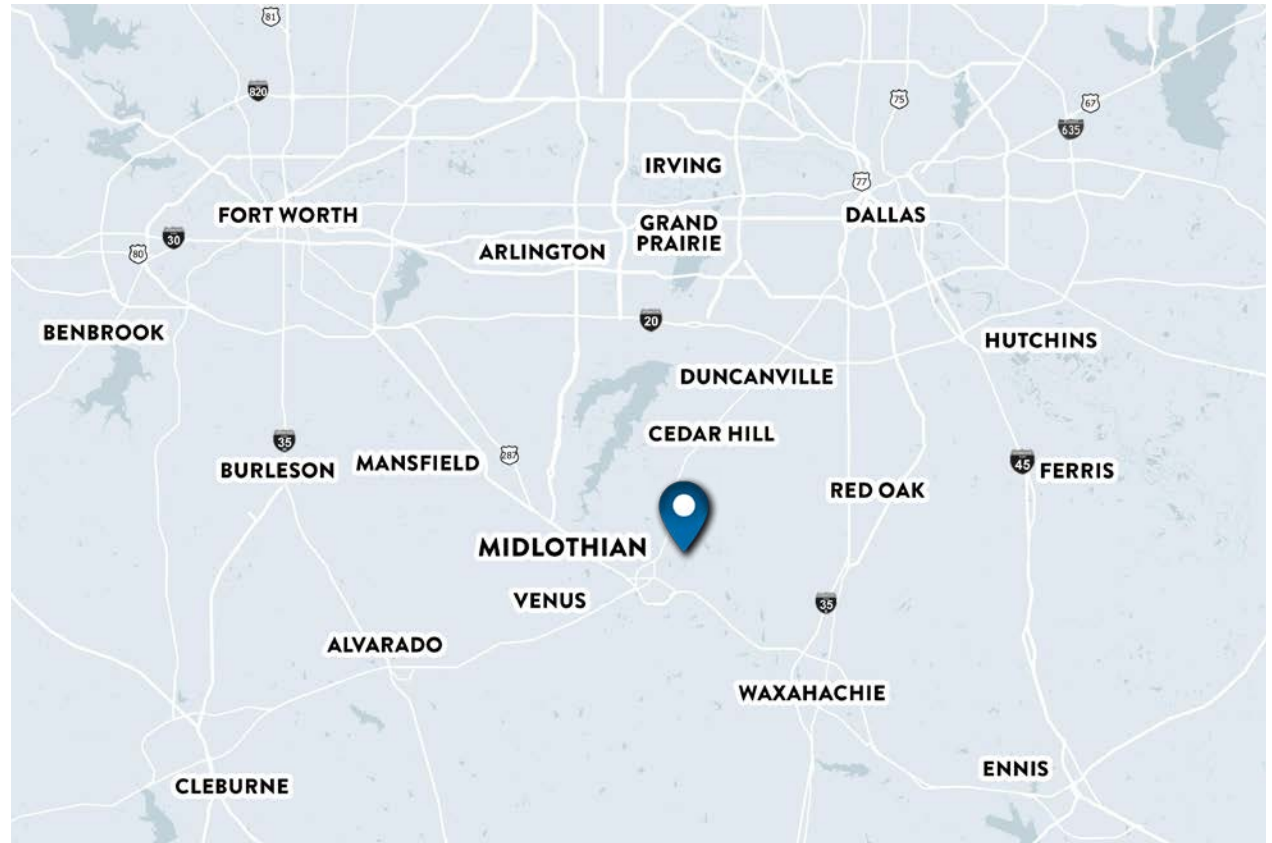 81
820
75
67
635
IRVING
77
FORT WORTH
DALLAS
GRAND
PRAIRIE
30
80
ARLINGTON
20
BENBROOK
HUTCHINS
DUNCANVILLE
CEDAR HILL
35
287
BURLESON
MANSFIELD
45
FERRIS
RED OAK
MIDLOTHIAN
VENUS
35
ALVARADO
WAXAHACHIE
ENNIS
CLEBURNE